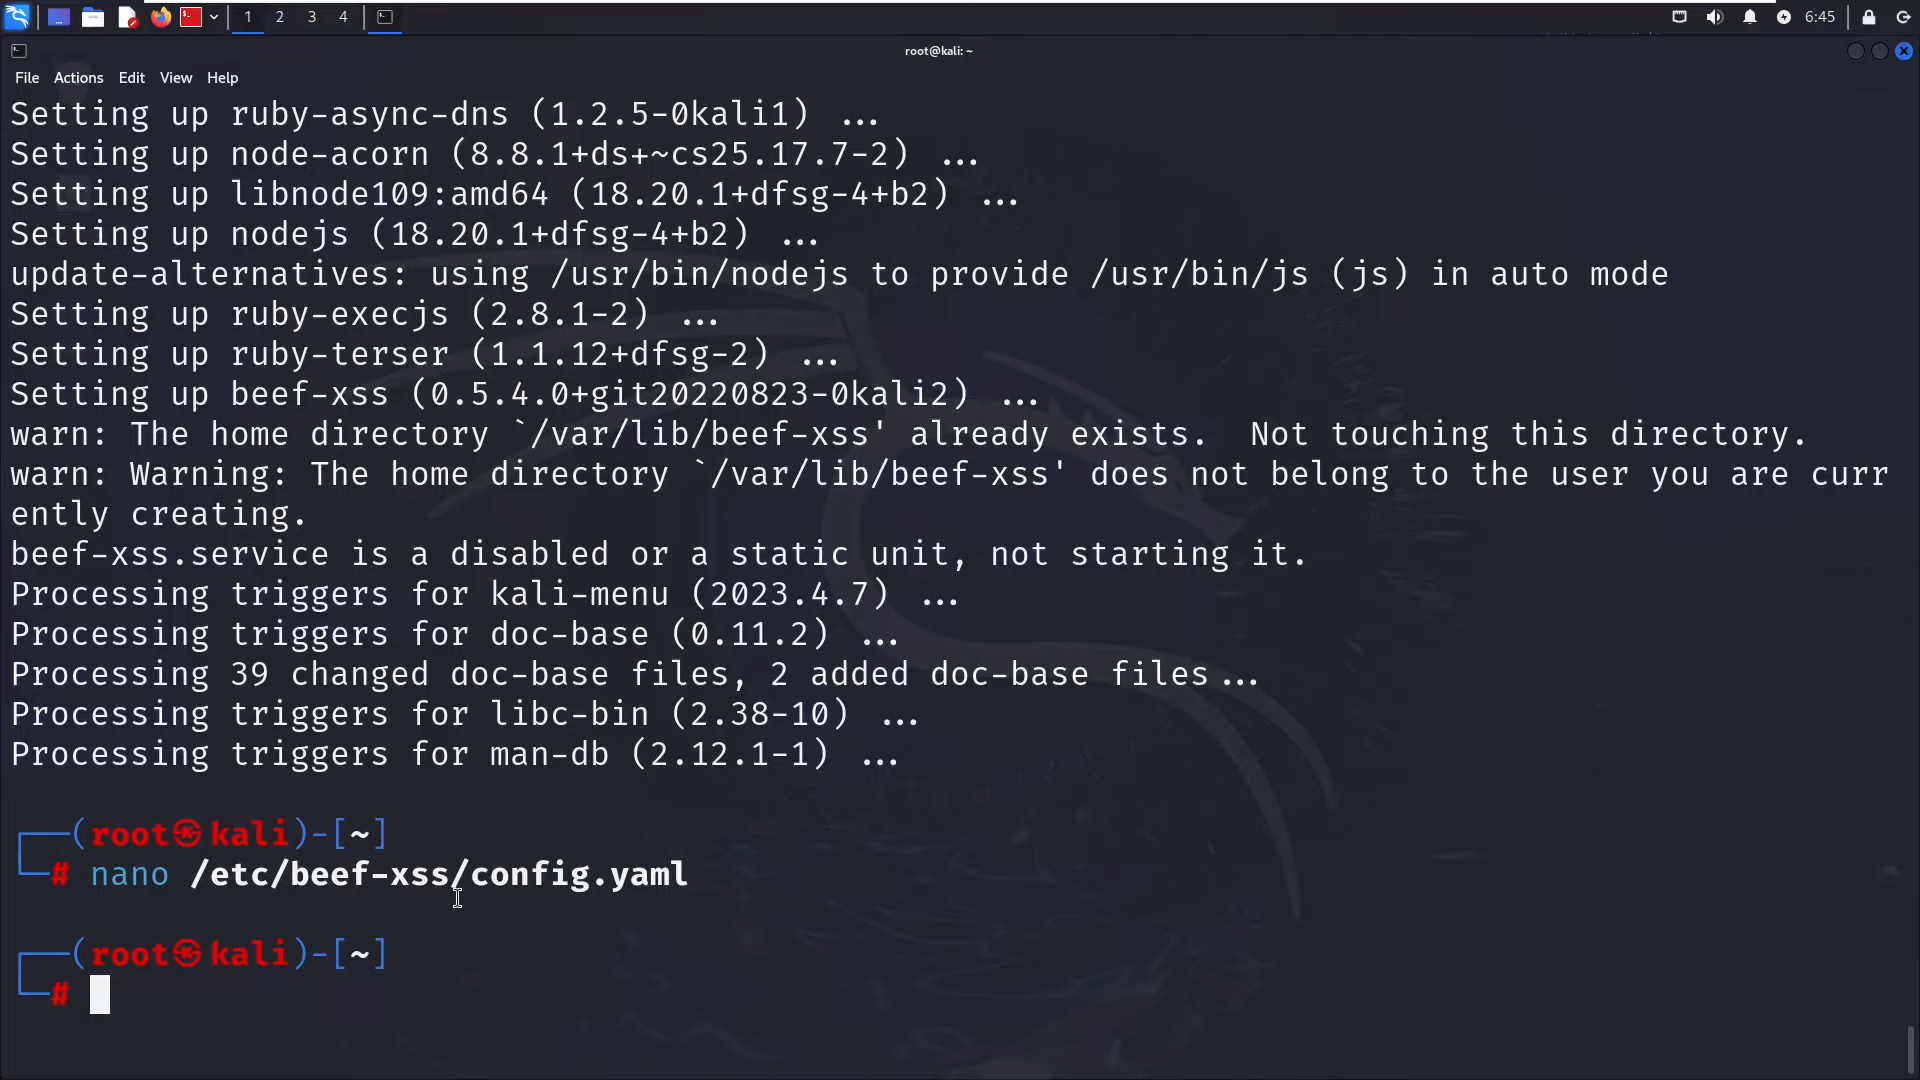 1 2 3 4 6:45
root@kali: ~
File Actions Edit View Help
Setting up ruby-async-dns (1.2.5-0kali1) ...
Setting up node-acorn (8.8.1+ds+~cs25.17.7-2) ...
Setting up libnode109:amd64 (18.20.1+dfsg-4+b2) ...
Setting up nodejs (18.20.1+dfsg-4+b2) ...
update-alternatives: using /usr/bin/nodejs to provide /usr/bin/js (js) in auto mode
Setting up ruby-execjs (2.8.1-2) ...
Setting up ruby-terser (1.1.12+dfsg-2) ...
Setting up beef-xss (0.5.4.0+git20220823-0kali2) ...
warn: The home directory `/var/lib/beef-xss' already exists.  Not touching this directory.
warn: Warning: The home directory `/var/lib/beef-xss' does not belong to the user you are curr
ently creating.
beef-xss.service is a disabled or a static unit, not starting it.
Processing triggers for kali-menu (2023.4.7) ...
Processing triggers for doc-base (0.11.2) ...
Processing 39 changed doc-base files, 2 added doc-base files...
Processing triggers for libc-bin (2.38-10) ...
Processing triggers for man-db (2.12.1-1) ...
┌──(root㉿kali)-[~]
└─# nano /etc/beef-xss/config.yaml
┌──(root㉿kali)-[~]
└─#